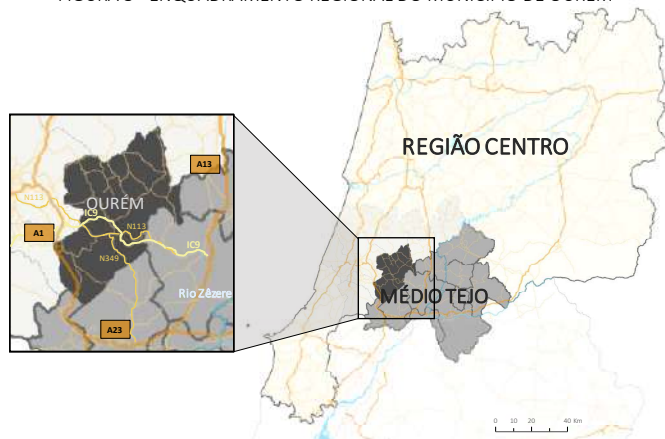 REGIÃO CENTRO
MÉDIO TEJO
A13
N113
OURÉM
IC9
A1
N113
IC9
N349
Rio Zêzere
A23
0 10 20 40 Km